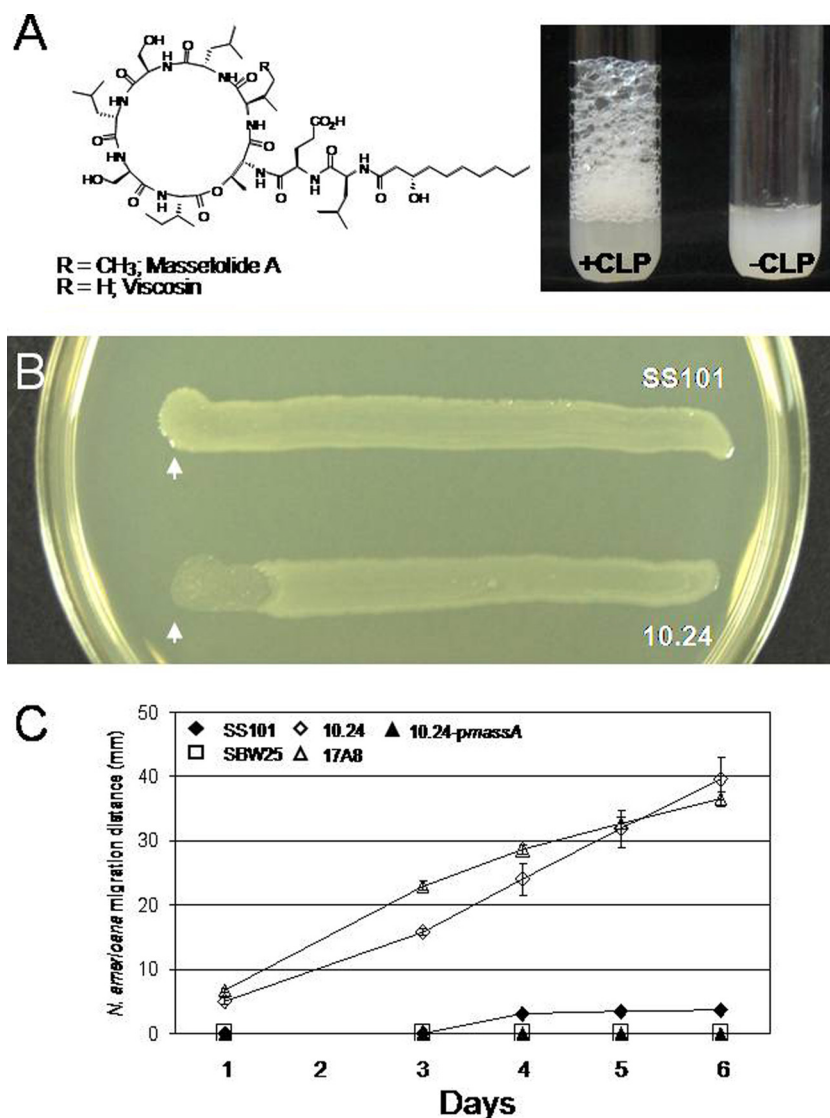 A
OH
O
H
N
O
H
N
O
R
NH
O
NH
O
HN
O
NH
O
HO
O
H
N
O
O
O
H
N
O
CO₂H
N
H
O
H
N
O
OH
R = CH₃; Massetolide A
R = H; Viscosin
+CLP
-CLP
B
SS101
10.24
C
SS101 10.24 10.24-pmassA
SBW25 17A8
N. americana migration distance (mm)
50
40
30
20
10
0
1 2 3 4 5 6
Days